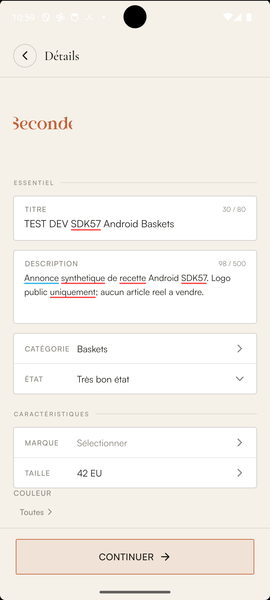 10:55
Détails
Seconde
ESSENTIEL
TITRE 30 / 80
TEST DEV SDK57 Android Baskets
DESCRIPTION 98 / 500
Annonce synthetique de recette Android SDK57. Logo
public uniquement; aucun article reel a vendre.
CATÉGORIE Baskets
ÉTAT Très bon état
CARACTÉRISTIQUES
MARQUE Sélectionner
TAILLE 42 EU
COULEUR
Toutes
CONTINUER